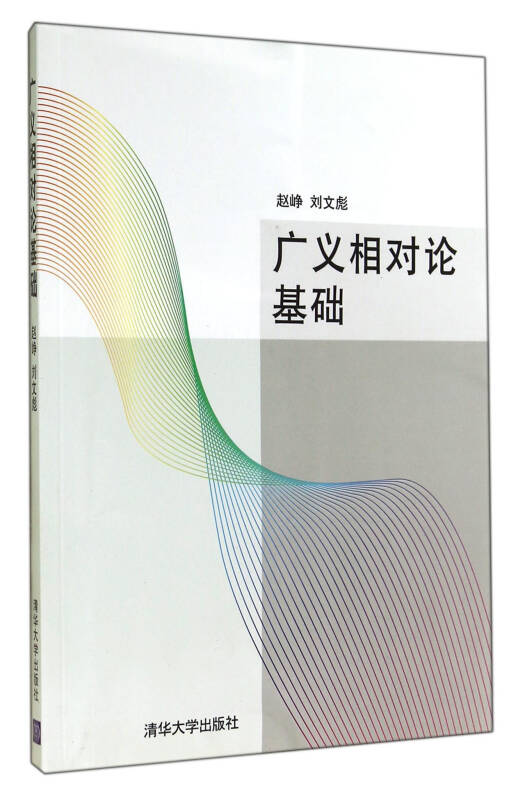 赵峥 刘文彪
广义相对论
基础
清华大学出版社
广义相对论基础
赵峥 刘文彪
清华大学出版社